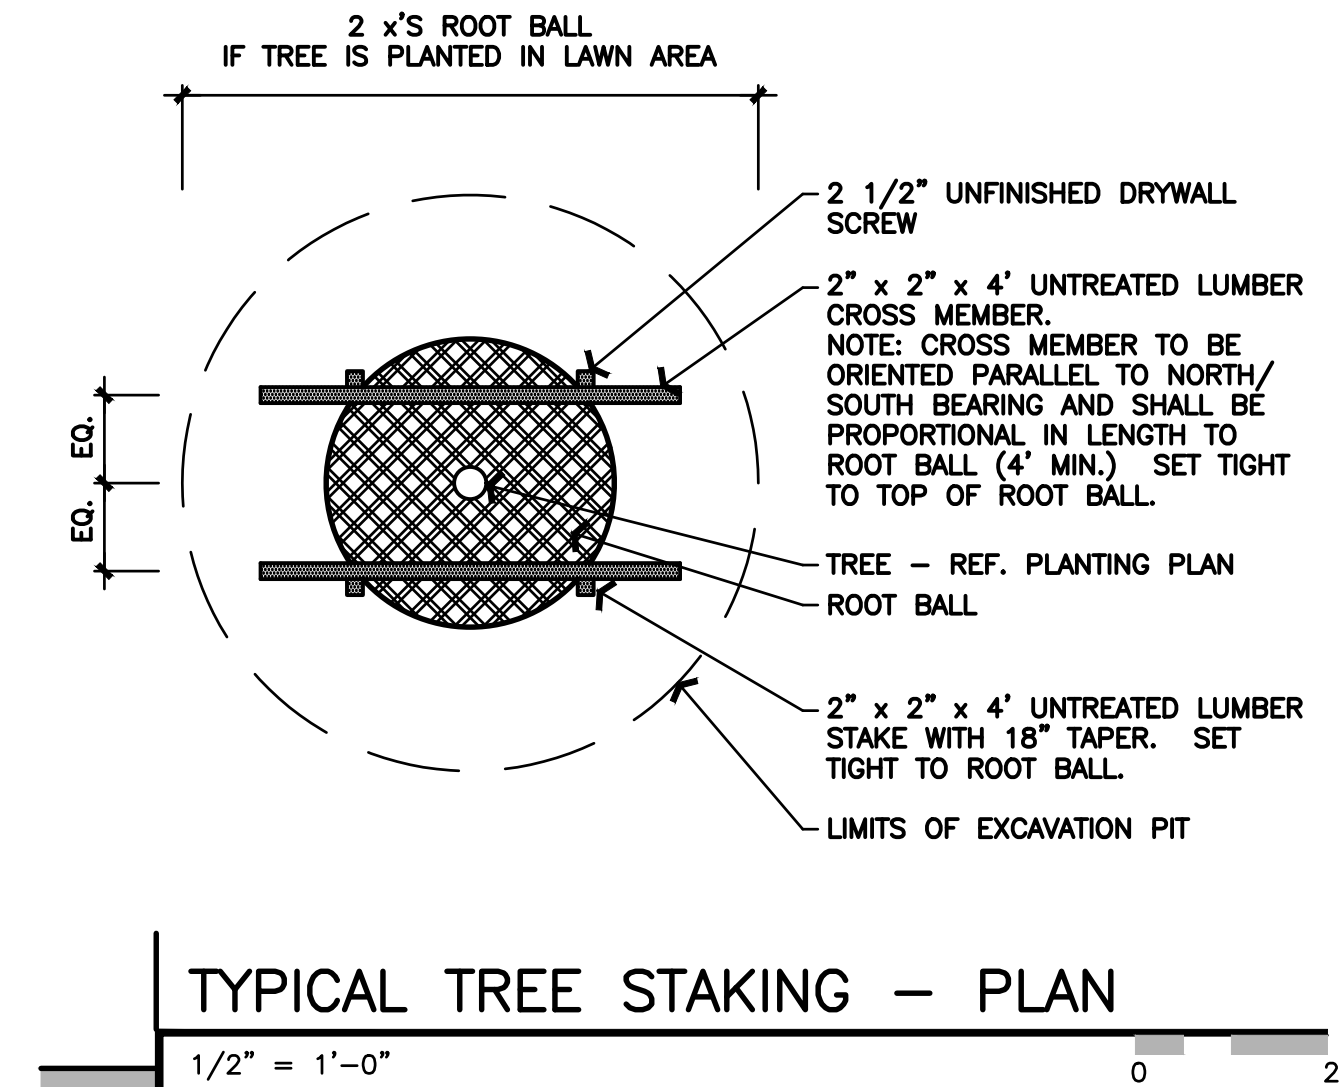 2 x'S ROOT BALL
IF TREE IS PLANTED IN LAWN AREA
2 1/2" UNFINISHED DRYWALL
SCREW
2" x 2" x 4' UNTREATED LUMBER
CROSS MEMBER.
NOTE: CROSS MEMBER TO BE
ORIENTED PARALLEL TO NORTH/
SOUTH BEARING AND SHALL BE
PROPORTIONAL IN LENGTH TO
ROOT BALL (4' MIN.) SET TIGHT
TO TOP OF ROOT BALL.
EQ.
EQ.
TREE - REF. PLANTING PLAN
ROOT BALL
2" x 2" x 4' UNTREATED LUMBER
STAKE WITH 18" TAPER. SET
TIGHT TO ROOT BALL.
LIMITS OF EXCAVATION PIT
TYPICAL TREE STAKING - PLAN
1/2" = 1'-0"
0 2